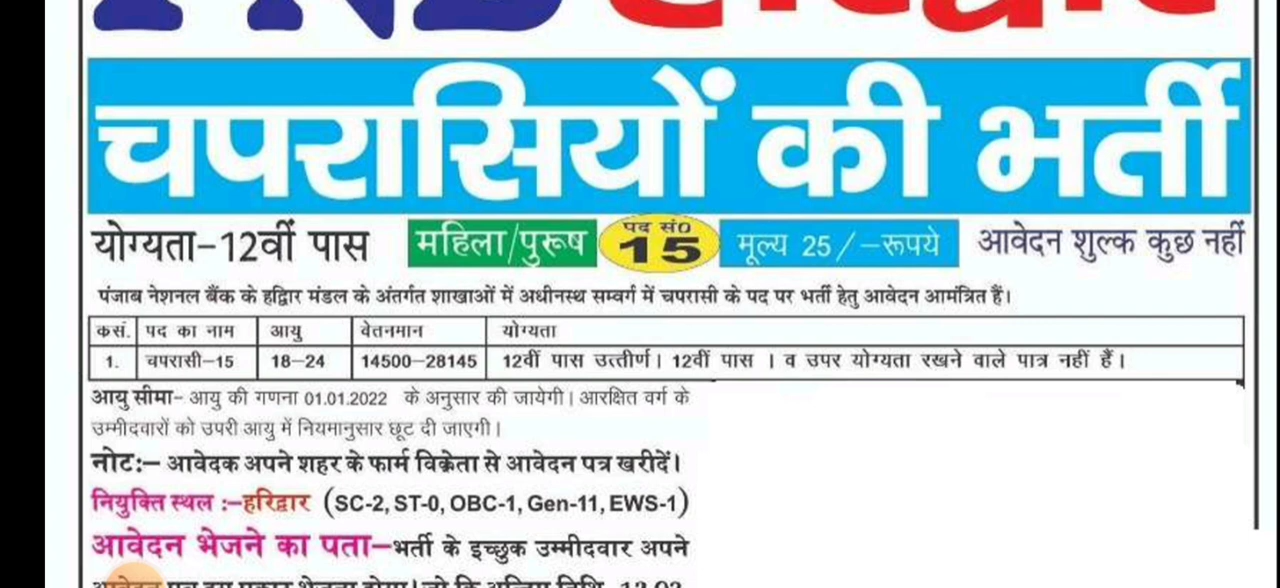 PNB हरिद्वार
चपरासियों की भर्ती
योग्यता-12वीं पास महिला/पुरूष पद सं0 15 मूल्य 25/-रूपये आवेदन शुल्क कुछ नहीं
पंजाब नेशनल बैंक के हद्विार मंडल के अंतर्गत शाखाओं में अधीनस्थ सम्वर्ग में चपरासी के पद पर भर्ती हेतु आवेदन आमंत्रित हैं।
कसं. पद का नाम आयु वेतनमान योग्यता
1. चपरासी-15 18-24 14500-28145 12वीं पास उत्तीर्ण। 12वीं पास । व उपर योग्यता रखने वाले पात्र नहीं हैं।
आयु सीमा- आयु की गणना 01.01.2022 के अनुसार की जायेगी। आरक्षित वर्ग के
उम्मीदवारों को उपरी आयु में नियमानुसार छूट दी जाएगी।
नोट:- आवेदक अपने शहर के फार्म विक्रेता से आवेदन पत्र खरीदें।
नियुक्ति स्थल :-हरिद्वार (SC-2, ST-0, OBC-1, Gen-11, EWS-1)
आवेदन भेजने का पता-भर्ती के इच्छुक उम्मीदवार अपने